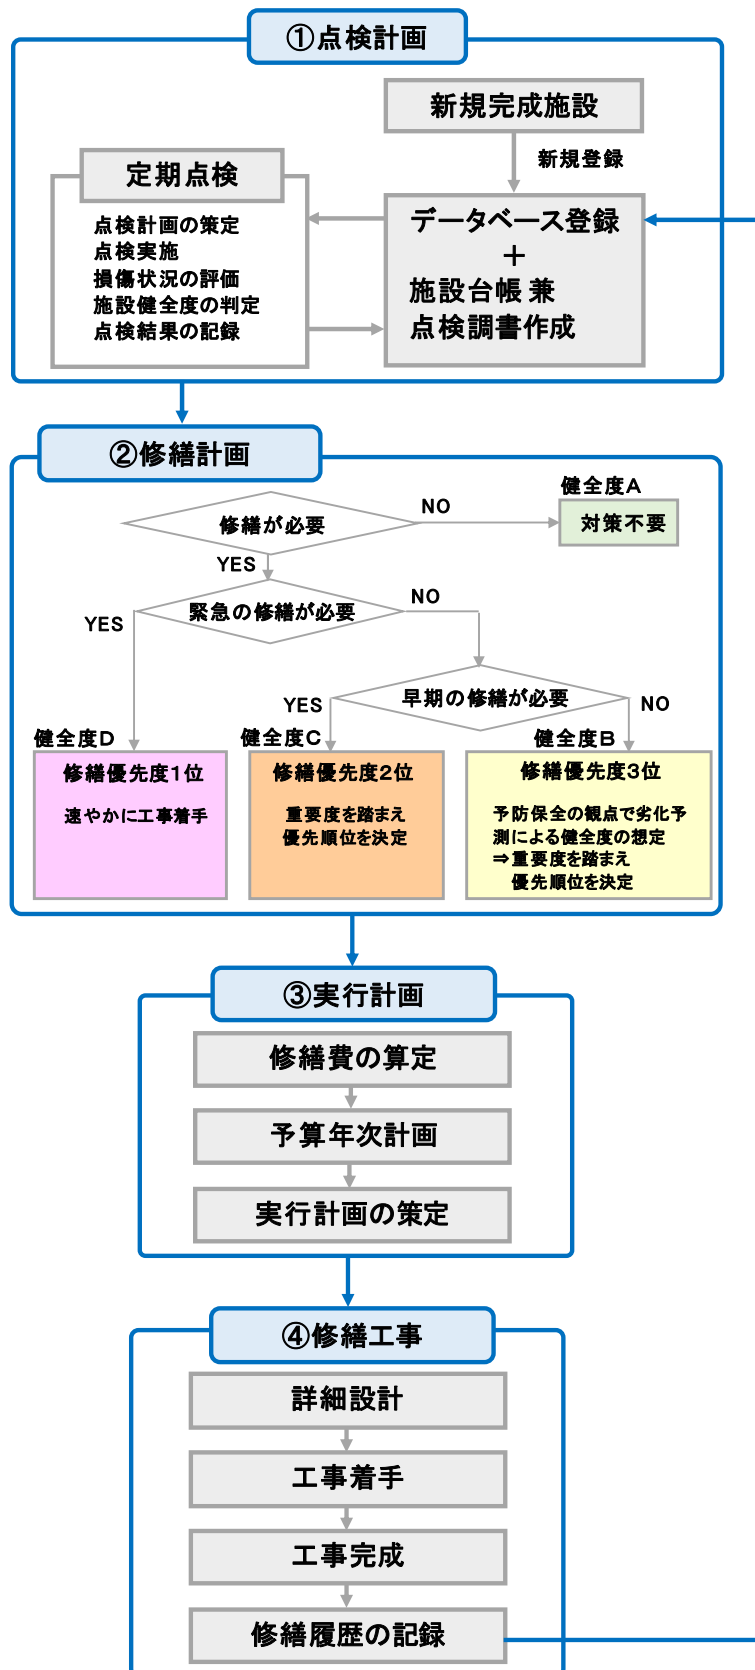 ①点検計画
新規完成施設
新規登録
定期点検
点検計画の策定
点検実施
損傷状況の評価
施設健全度の判定
点検結果の記録
データベース登録
＋
施設台帳 兼
点検調書作成
②修繕計画
修繕が必要
NO
健全度A
対策不要
YES
緊急の修繕が必要
NO
YES
早期の修繕が必要
YES
NO
健全度D
修繕優先度1位
速やかに工事着手
健全度C
修繕優先度2位
重要度を踏まえ
優先順位を決定
健全度B
修繕優先度3位
予防保全の観点で劣化予
測による健全度の想定
⇒重要度を踏まえ
優先順位を決定
③実行計画
修繕費の算定
予算年次計画
実行計画の策定
④修繕工事
詳細設計
工事着手
工事完成
修繕履歴の記録